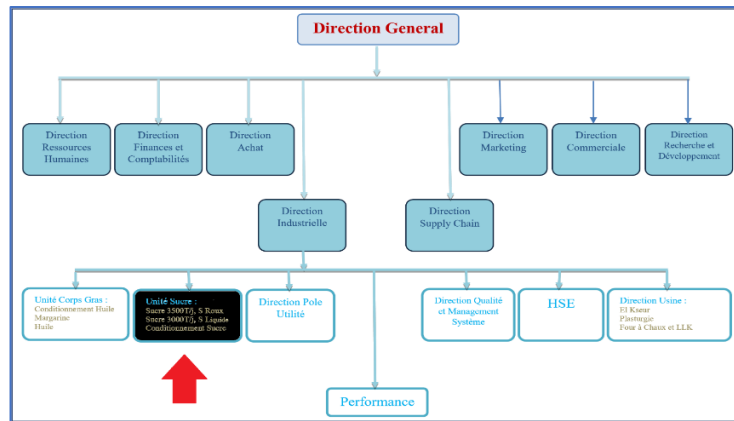 Direction General
Direction
Ressources
Humaines
Direction
Finances et
Comptabilités
Direction
Achat
Direction
Marketing
Direction
Commerciale
Direction
Recherche et
Développement
Direction
Industrielle
Direction
Supply Chain
Unité Corps Gras :
Conditionnement Huile
Margarine
Huile
Unité Sucre :
Sucre 3500T/j, S Roux
Sucre 3000T/j, S Liquide
Conditionnement Sucre
Direction Pole
Utilité
Direction Qualité
et Management
Système
HSE
Direction Usine :
El Kseur
Plasturgie
Four à Chaux et LLK
Performance